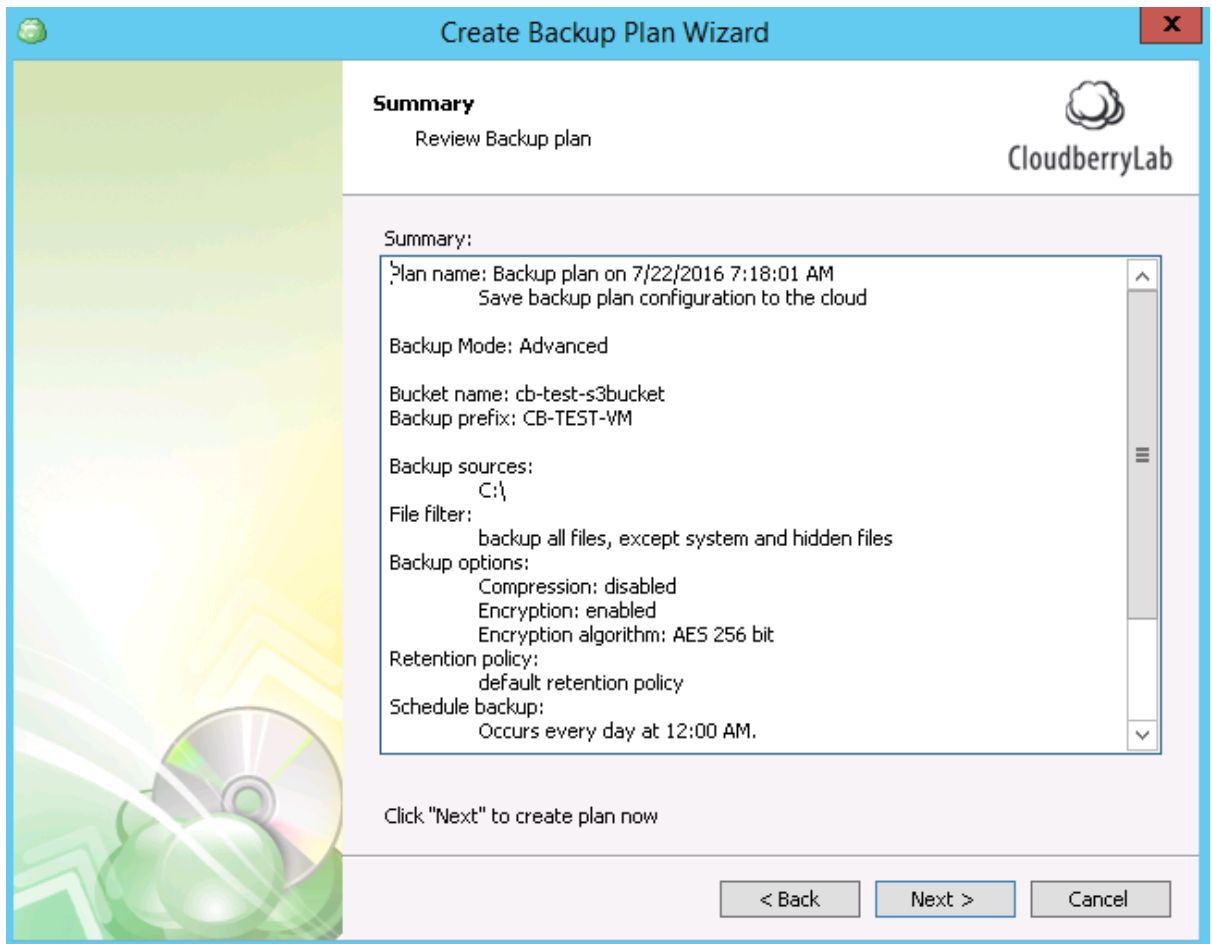 Create Backup Plan Wizard
x
Summary
Review Backup plan
CloudberryLab
Summary:
Plan name: Backup plan on 7/22/2016 7:18:01 AM
Save backup plan configuration to the cloud
Backup Mode: Advanced
Bucket name: cb-test-s3bucket
Backup prefix: CB-TEST-VM
Backup sources:
C:\
File filter:
backup all files, except system and hidden files
Backup options:
Compression: disabled
Encryption: enabled
Encryption algorithm: AES 256 bit
Retention policy:
default retention policy
Schedule backup:
Occurs every day at 12:00 AM.
Click "Next" to create plan now
< Back Next > Cancel